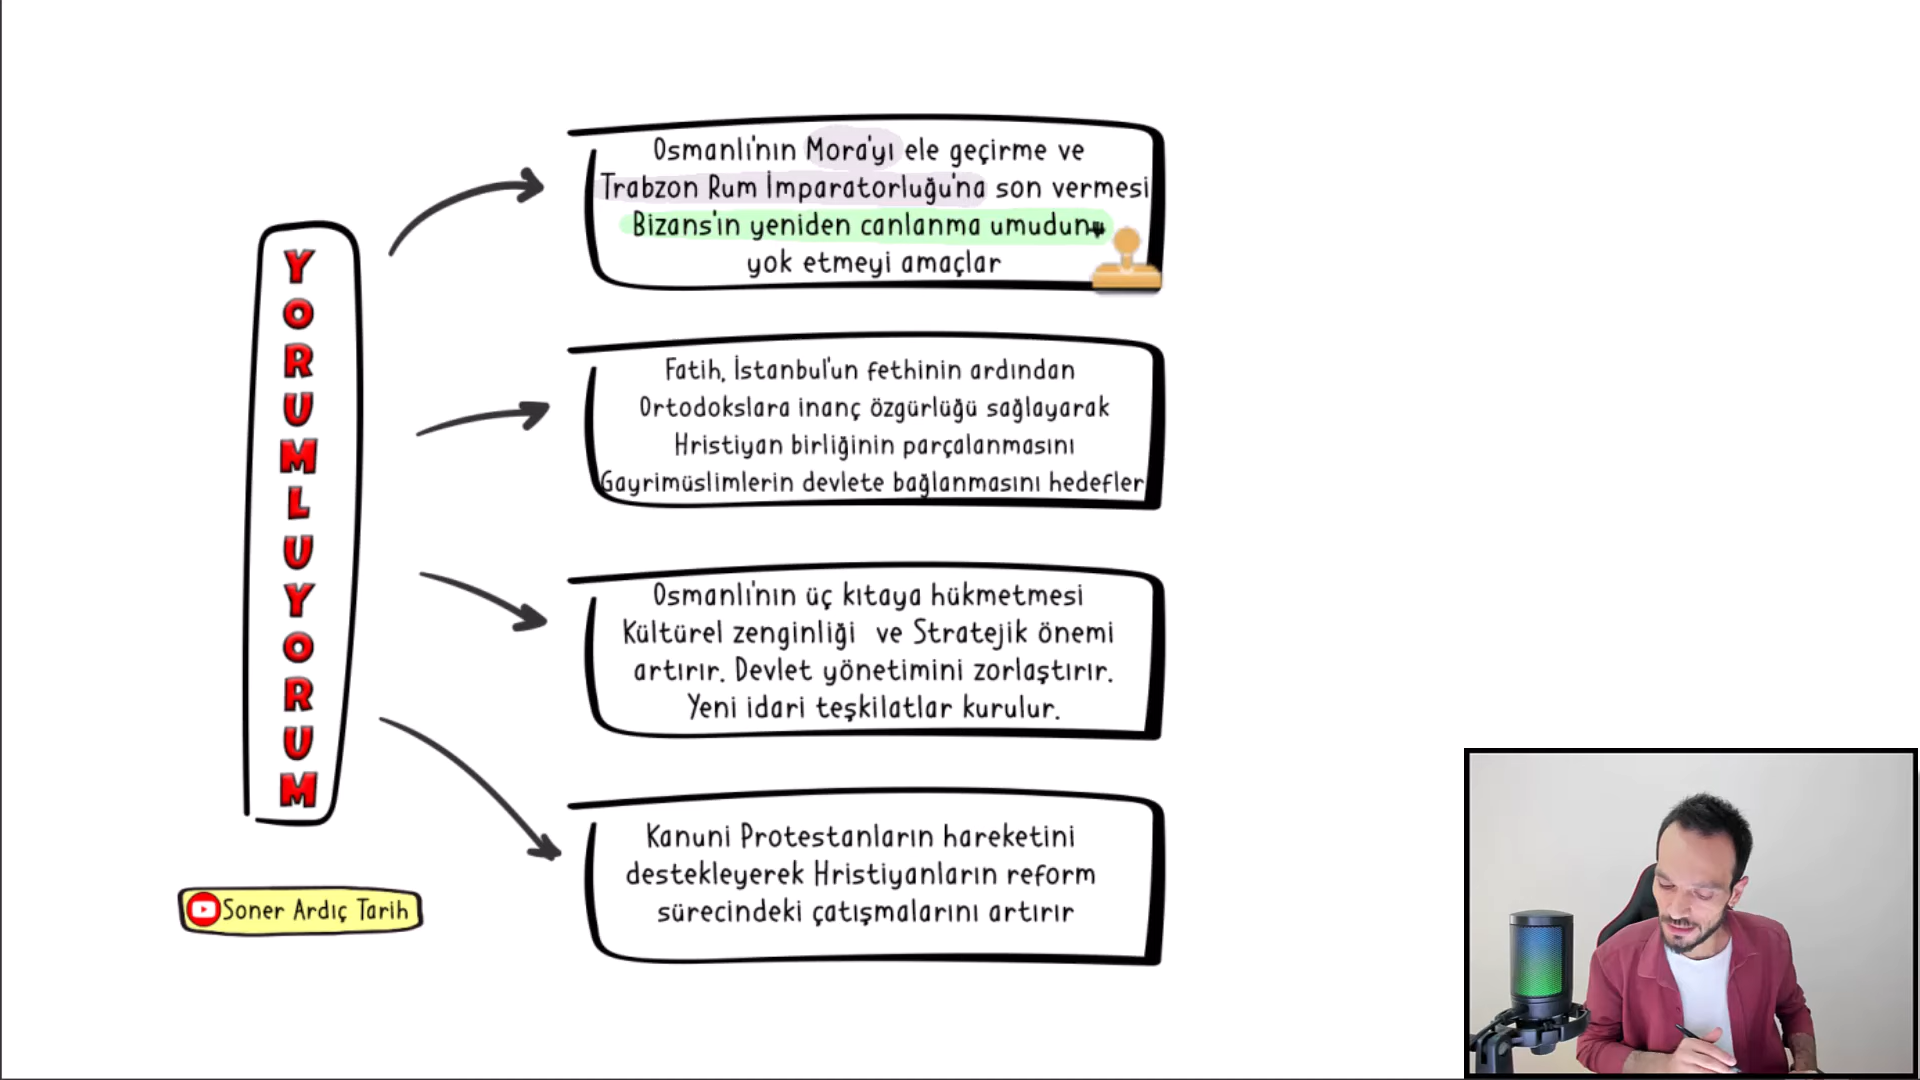 YORUMLUYORUM
Osmanlı'nın Mora'yı ele geçirme ve
Trabzon Rum İmparatorluğu'na son vermesi
Bizans'ın yeniden canlanma umudunu
yok etmeyi amaçlar
Fatih, İstanbul'un fethinin ardından
Ortodokslara inanç özgürlüğü sağlayarak
Hristiyan birliğinin parçalanmasını
Gayrimüslimlerin devlete bağlanmasını hedefler
Osmanlı'nın üç kıtaya hükmetmesi
Kültürel zenginliği ve Stratejik önemi
artırır. Devlet yönetimini zorlaştırır.
Yeni idari teşkilatlar kurulur.
Kanuni Protestanların hareketini
destekleyerek Hristiyanların reform
sürecindeki çatışmalarını artırır
Soner Ardıç Tarih